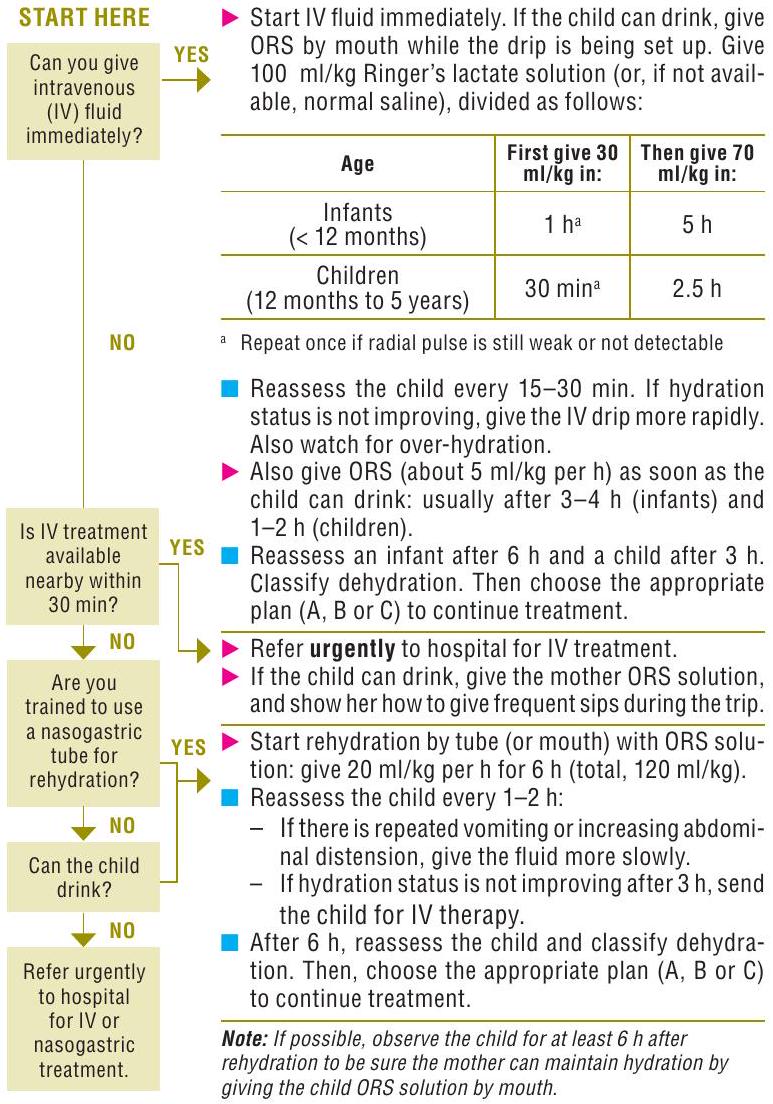 START HERE
Can you give
intravenous
(IV) fluid
immediately?
YES
► Start IV fluid immediately. If the child can drink, give
ORS by mouth while the drip is being set up. Give
100 ml/kg Ringer's lactate solution (or, if not avail-
able, normal saline), divided as follows:
Age
First give 30
ml/kg in:
Then give 70
ml/kg in:
Infants
(< 12 months)
1 hᵃ
5 h
Children
(12 months to 5 years)
30 minᵃ
2.5 h
ᵃ Repeat once if radial pulse is still weak or not detectable
NO
■ Reassess the child every 15–30 min. If hydration
status is not improving, give the IV drip more rapidly.
Also watch for over-hydration.
► Also give ORS (about 5 ml/kg per h) as soon as the
child can drink: usually after 3–4 h (infants) and
1–2 h (children).
■ Reassess an infant after 6 h and a child after 3 h.
Classify dehydration. Then choose the appropriate
plan (A, B or C) to continue treatment.
Is IV treatment
available
nearby within
30 min?
YES
► Refer urgently to hospital for IV treatment.
► If the child can drink, give the mother ORS solution,
and show her how to give frequent sips during the trip.
NO
Are you
trained to use
a nasogastric
tube for
rehydration?
YES
► Start rehydration by tube (or mouth) with ORS solu-
tion: give 20 ml/kg per h for 6 h (total, 120 ml/kg).
■ Reassess the child every 1–2 h:
– If there is repeated vomiting or increasing abdomi-
nal distension, give the fluid more slowly.
– If hydration status is not improving after 3 h, send
the child for IV therapy.
■ After 6 h, reassess the child and classify dehydra-
tion. Then, choose the appropriate plan (A, B or C)
to continue treatment.
NO
Can the child
drink?
NO
Refer urgently
to hospital
for IV or
nasogastric
treatment.
Note: If possible, observe the child for at least 6 h after
rehydration to be sure the mother can maintain hydration by
giving the child ORS solution by mouth.